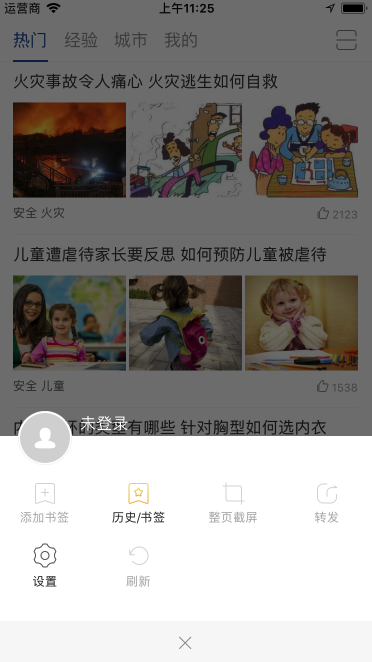 运营商 上午11:25
热门 经验 城市 我的
火灾事故令人痛心 火灾逃生如何自救
安全 火灾 2123
儿童遭虐待家长要反思 如何预防儿童被虐待
安全 儿童 1538
有哪些 针对胸型如何选内衣
未登录
添加书签 历史/书签 整页截屏 转发
设置 刷新